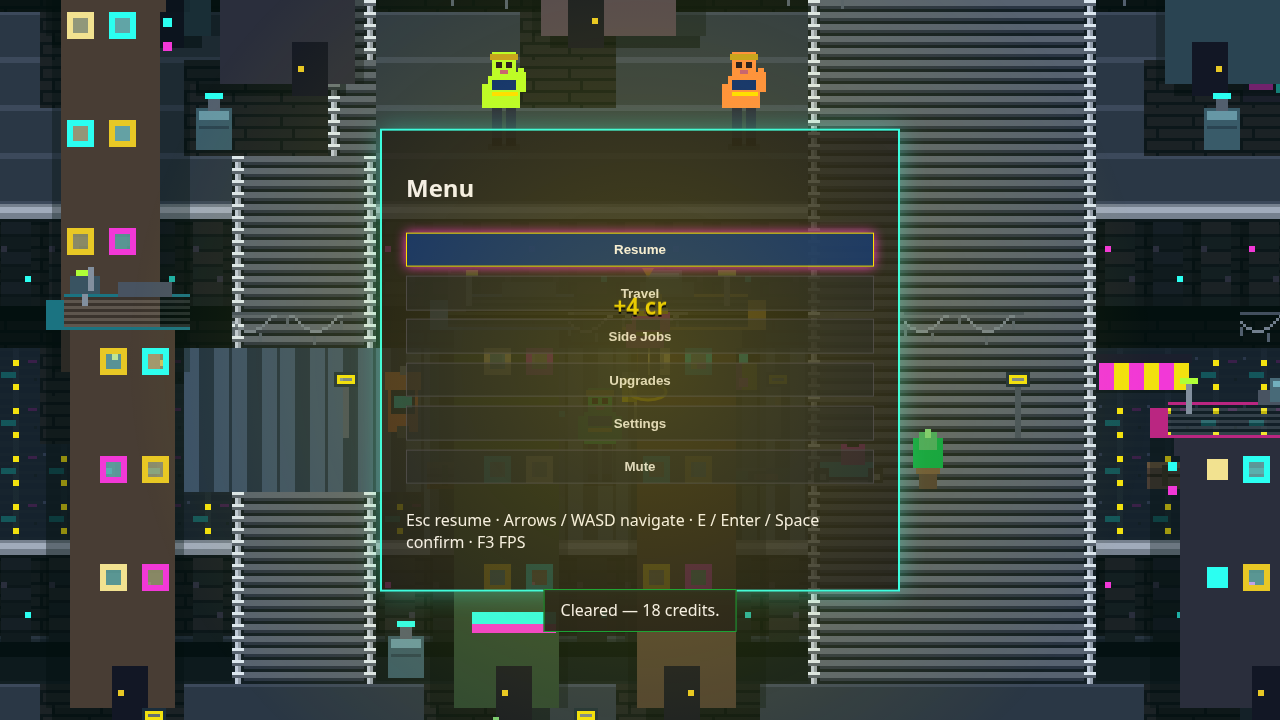 Menu
Resume
Travel
+4 cr
Side Jobs
Upgrades
Settings
Mute
Esc resume · Arrows / WASD navigate · E / Enter / Space
confirm · F3 FPS
Cleared — 18 credits.